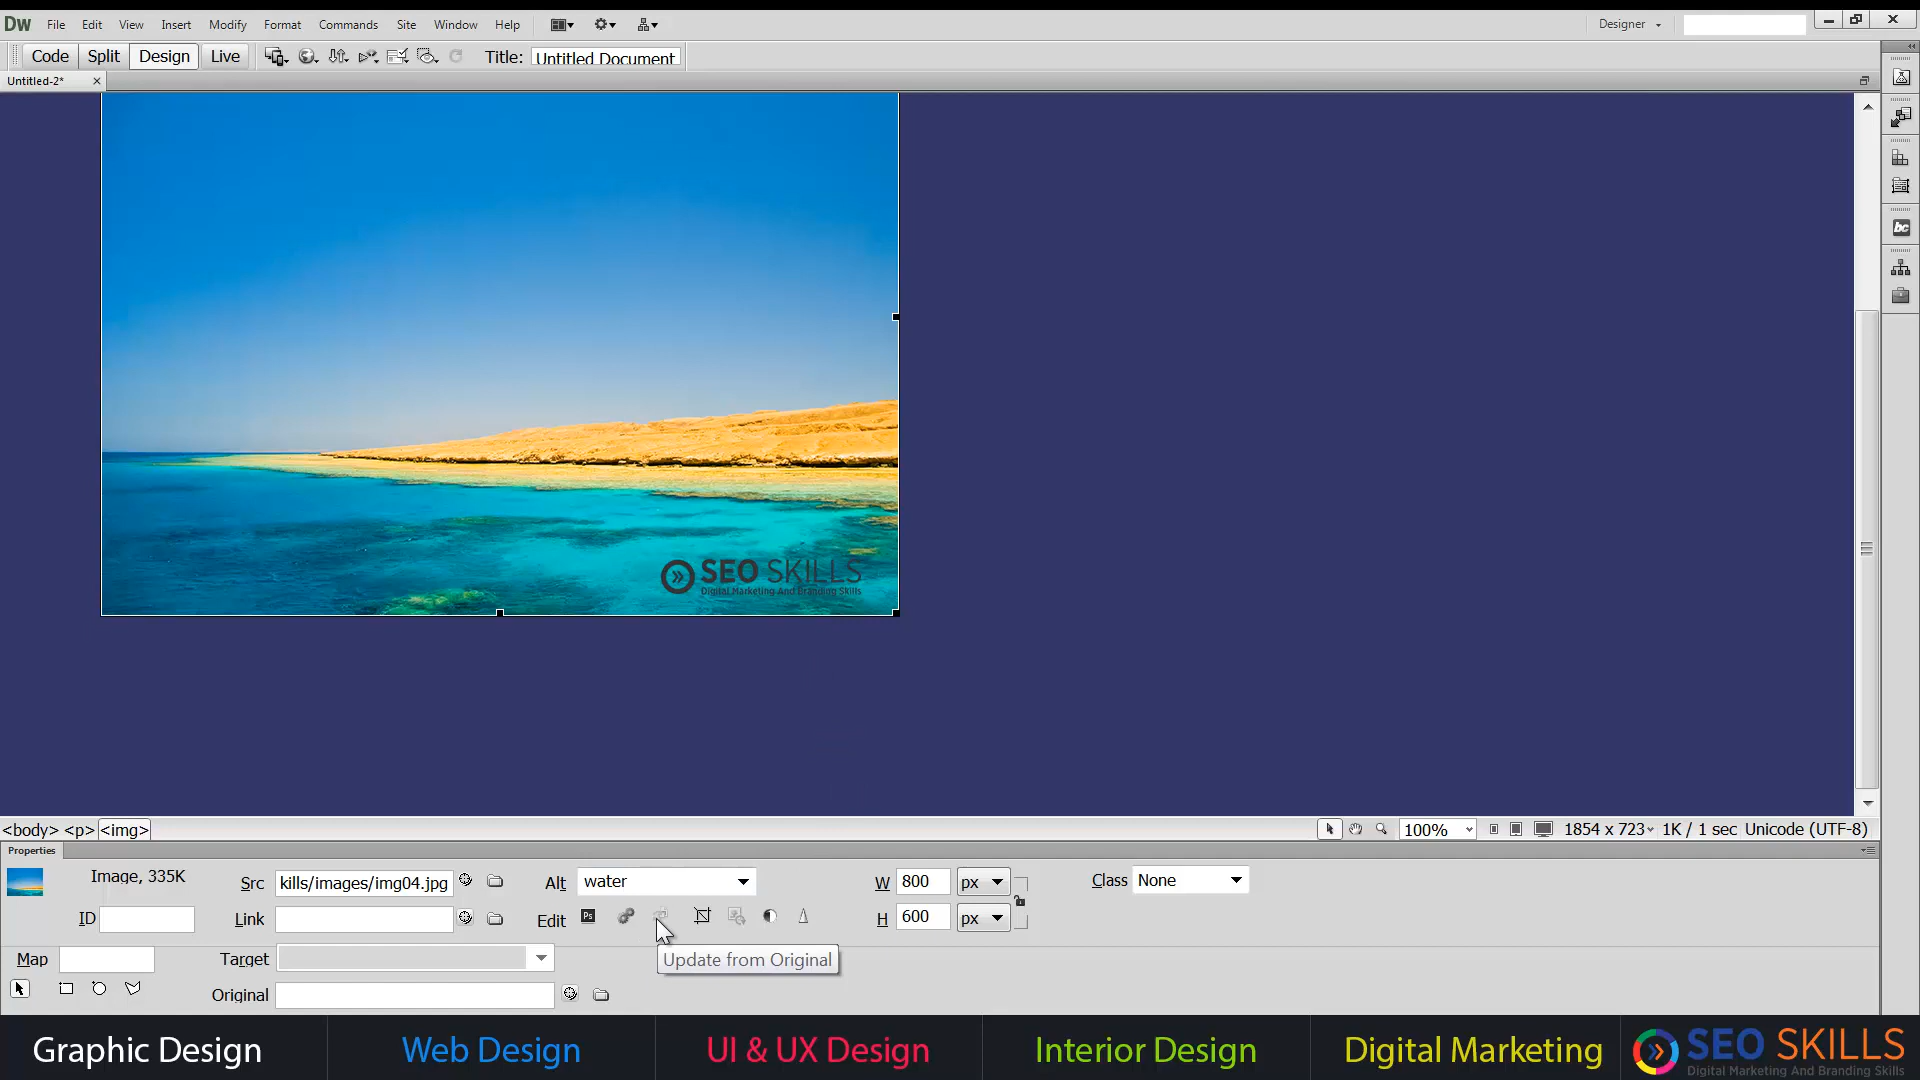 Dw File Edit View Insert Modify Format Commands Site Window Help Designer
Code Split Design Live Title: Untitled Document
Untitled-2*
bc
SEO SKILLS
Digital Marketing And Branding Skills
<body> <p> <img> 100% 1854 x 723 1K / 1 sec Unicode (UTF-8)
Properties
Image, 335K Src kills/images/img04.jpg Alt water W 800 px Class None
ID Link Edit Ps H 600 px
Map Target Update from Original
Original
Graphic Design Web Design UI & UX Design Interior Design Digital Marketing SEO SKILLS
Digital Marketing And Branding Skills